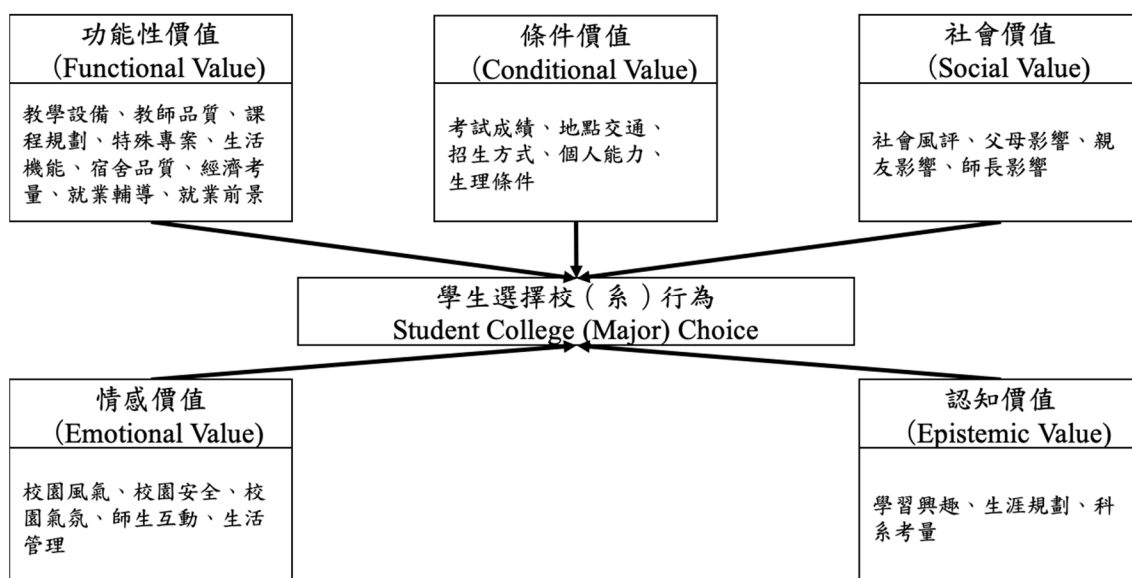 功能性價值
（Functional Value)
教學設備、教師品質、課
程規劃、特殊專案、生活
機能、宿舍品質、經濟考
量、就業輔導、就業前景
條件價值
（Conditional Value)
考試成績、地點交通、
招生方式、個人能力、
生理條件
社會價值
（Social Value)
社會風評、父母影響、親
友影響、師長影響
學生選擇校（系）行為
Student College (Major) Choice
情感價值
（Emotional Value)
校園風氣、校園安全、校
園氣氛、師生互動、生活
管理
認知價值
（Epistemic Value)
學習興趣、生涯規劃、科
系考量